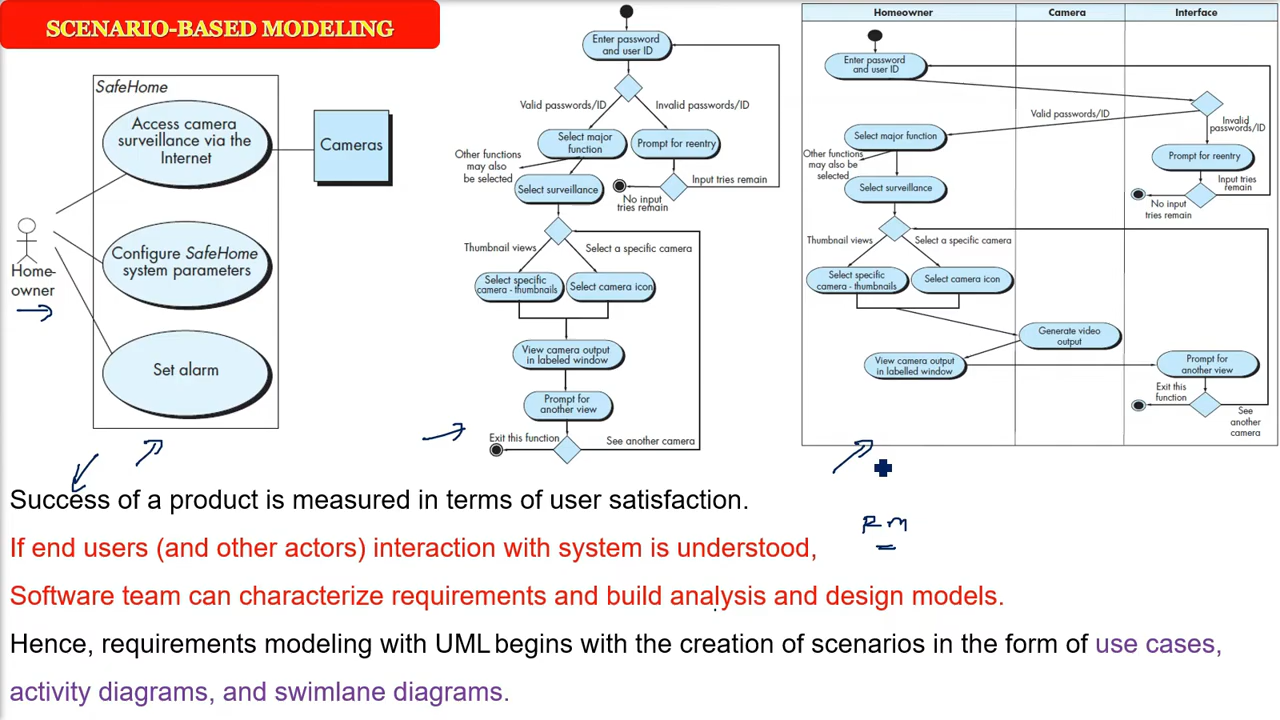 SCENARIO-BASED MODELING
SafeHome
Access camera
surveillance via the
Internet
Cameras
Configure SafeHome
system parameters
Set alarm
Home-
owner
Enter password
and user ID
Valid passwords/ID
Invalid passwords/ID
Select major
function
Prompt for reentry
Other functions
may also
be selected
Input tries remain
Select surveillance
No input
tries remain
Thumbnail views
Select a specific camera
Select specific
camera - thumbnails
Select camera icon
View camera output
in labeled window
Prompt for
another view
Exit this function
See another camera
Homeowner
Camera
Interface
Enter password
and user ID
Valid passwords/ID
Invalid
passwords/ID
Select major function
Prompt for reentry
Other functions
may also be
selected
Input tries
remain
Select surveillance
No input
tries remain
Thumbnail views
Select a specific camera
Select specific
camera - thumbnails
Select camera icon
Generate video
output
View camera output
in labelled window
Prompt for
another view
Exit this
function
See
another
camera
RM
Success of a product is measured in terms of user satisfaction.
If end users (and other actors) interaction with system is understood,
Software team can characterize requirements and build analysis and design models.
Hence, requirements modeling with UML begins with the creation of scenarios in the form of use cases,
activity diagrams, and swimlane diagrams.